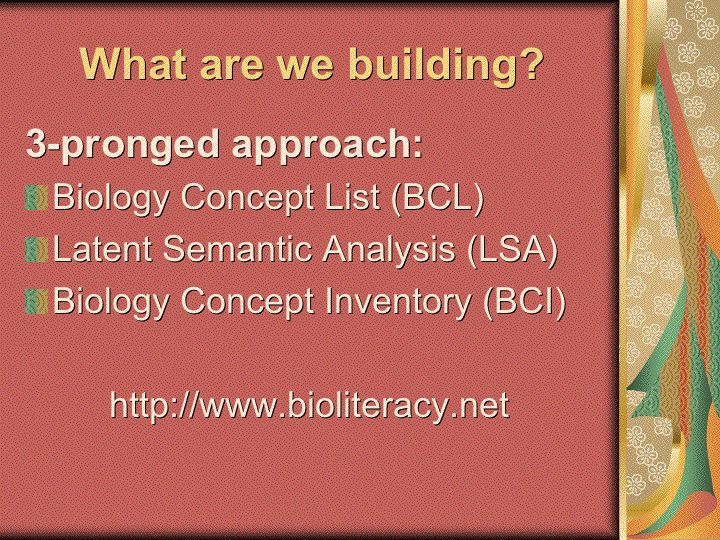 What are we building?
3-pronged approach:
Biology Concept List (BCL)
Latent Semantic Analysis (LSA)
Biology Concept Inventory (BCI)
http://www.bioliteracy.net